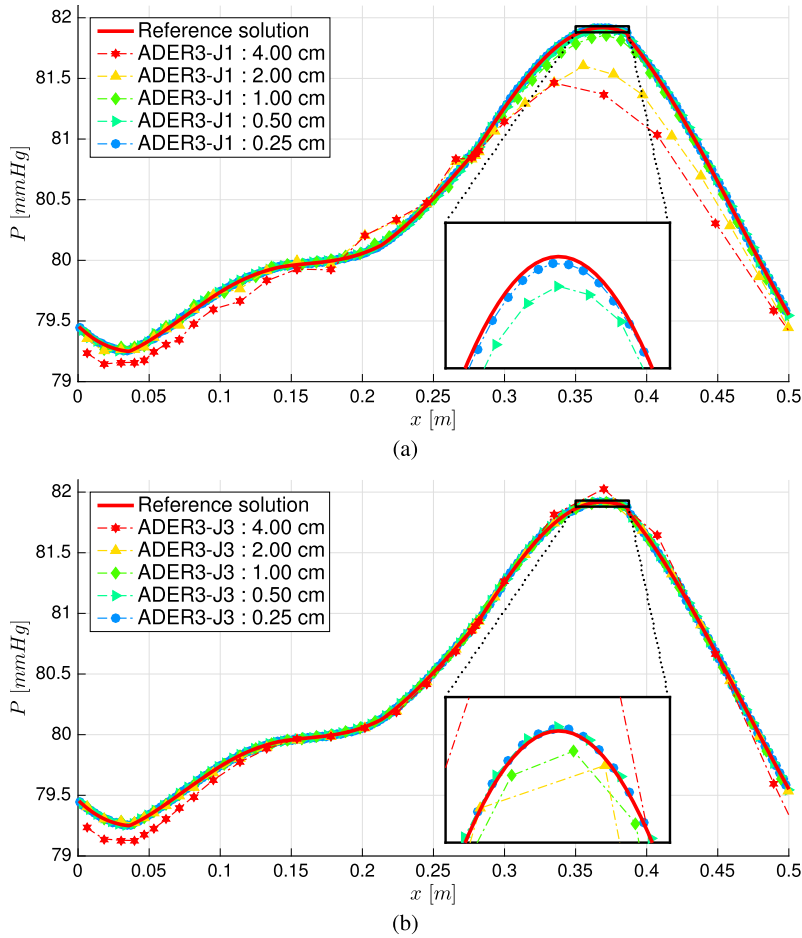 82
81.5
81
80.5
80
79.5
79
P [mmHg]
Reference solution
ADER3-J1 : 4.00 cm
ADER3-J1 : 2.00 cm
ADER3-J1 : 1.00 cm
ADER3-J1 : 0.50 cm
ADER3-J1 : 0.25 cm
0 0.05 0.1 0.15 0.2 0.25 0.3 0.35 0.4 0.45 0.5
x [m]
(a)
82
81.5
81
80.5
80
79.5
79
P [mmHg]
Reference solution
ADER3-J3 : 4.00 cm
ADER3-J3 : 2.00 cm
ADER3-J3 : 1.00 cm
ADER3-J3 : 0.50 cm
ADER3-J3 : 0.25 cm
0 0.05 0.1 0.15 0.2 0.25 0.3 0.35 0.4 0.45 0.5
x [m]
(b)